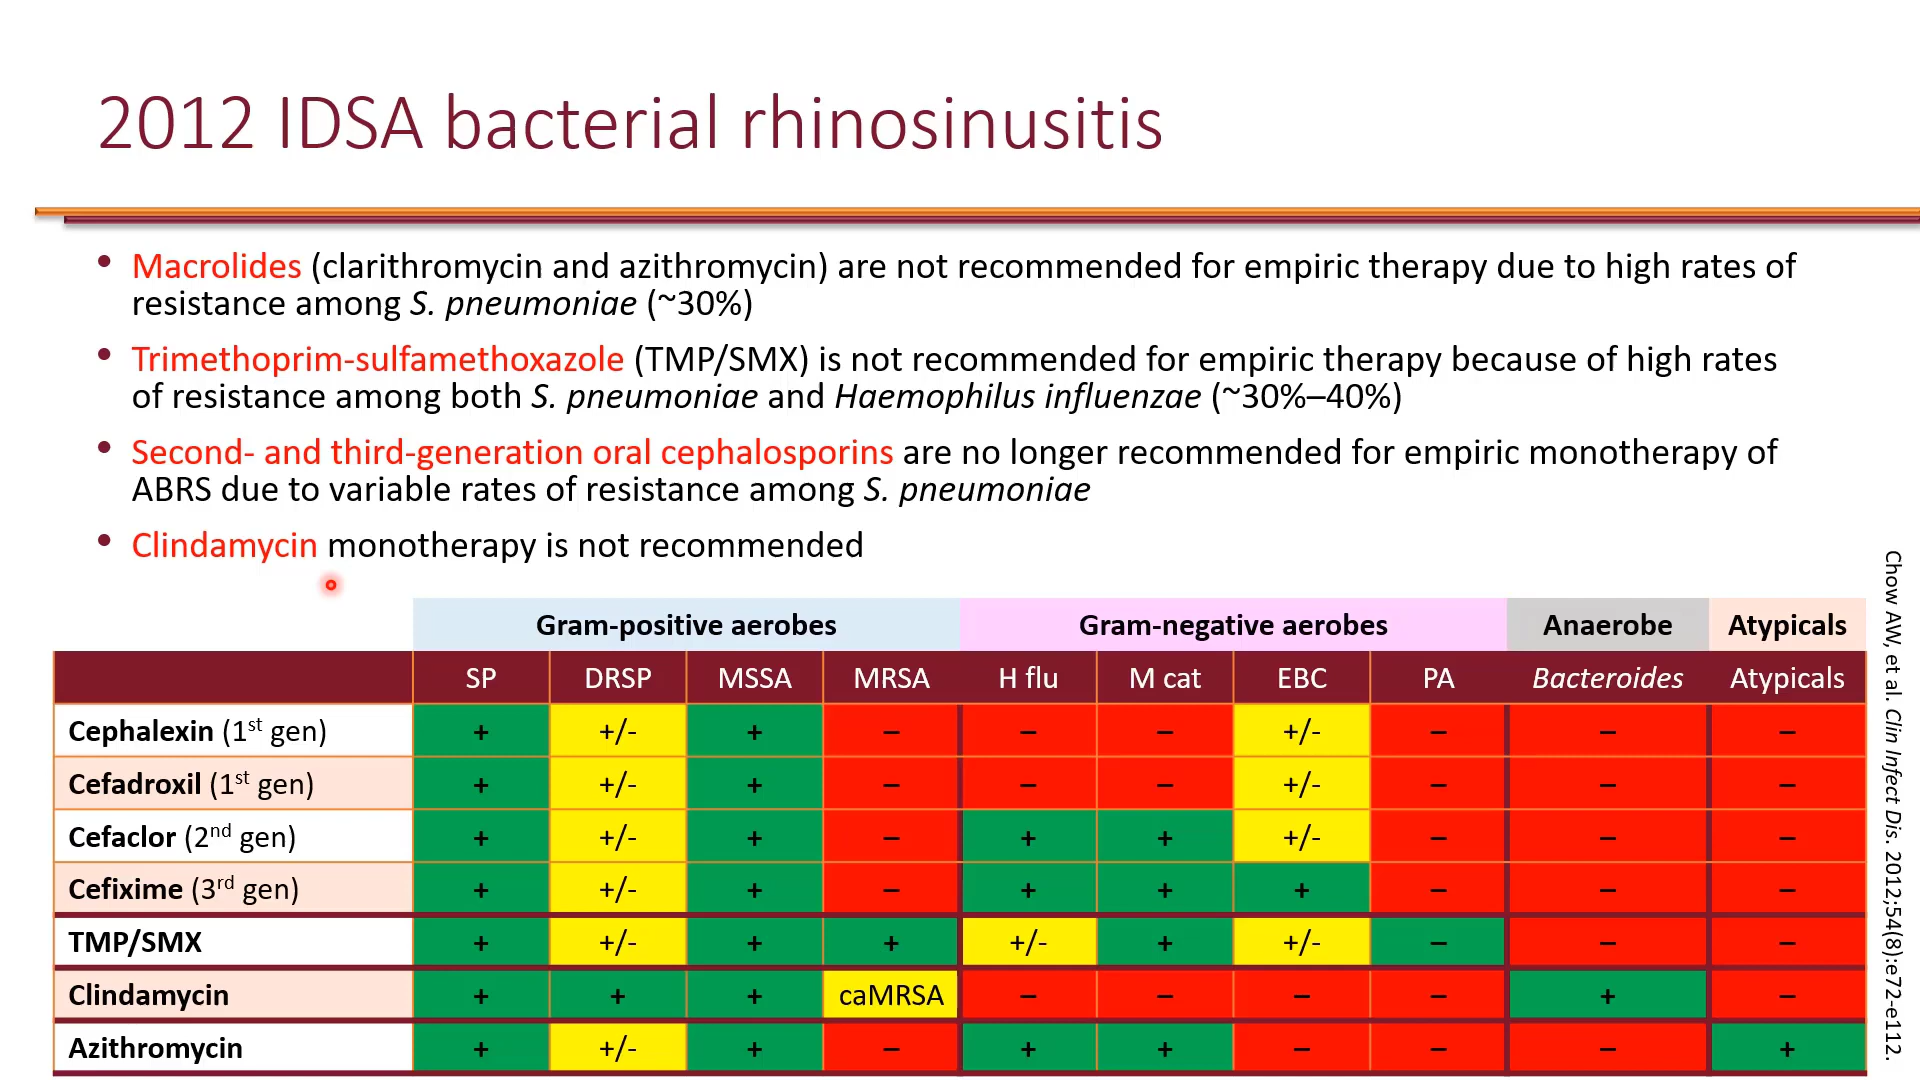 2012 IDSA bacterial rhinosinusitis
• Macrolides (clarithromycin and azithromycin) are not recommended for empiric therapy due to high rates of
resistance among S. pneumoniae (~30%)
• Trimethoprim-sulfamethoxazole (TMP/SMX) is not recommended for empiric therapy because of high rates
of resistance among both S. pneumoniae and Haemophilus influenzae (~30%–40%)
• Second- and third-generation oral cephalosporins are no longer recommended for empiric monotherapy of
ABRS due to variable rates of resistance among S. pneumoniae
• Clindamycin monotherapy is not recommended
Gram-positive aerobes Gram-negative aerobes Anaerobe Atypicals
SP DRSP MSSA MRSA H flu M cat EBC PA Bacteroides Atypicals
Cephalexin (1st gen) + +/- + – – – +/- – – –
Cefadroxil (1st gen) + +/- + – – – +/- – – –
Cefaclor (2nd gen) + +/- + – + + +/- – – –
Cefixime (3rd gen) + +/- + – + + + – – –
TMP/SMX + +/- + + +/- + +/- – – –
Clindamycin + + + caMRSA – – – – + –
Azithromycin + +/- + – + + – – – +
Chow AW, et al. Clin Infect Dis. 2012;54(8):e72-e112.